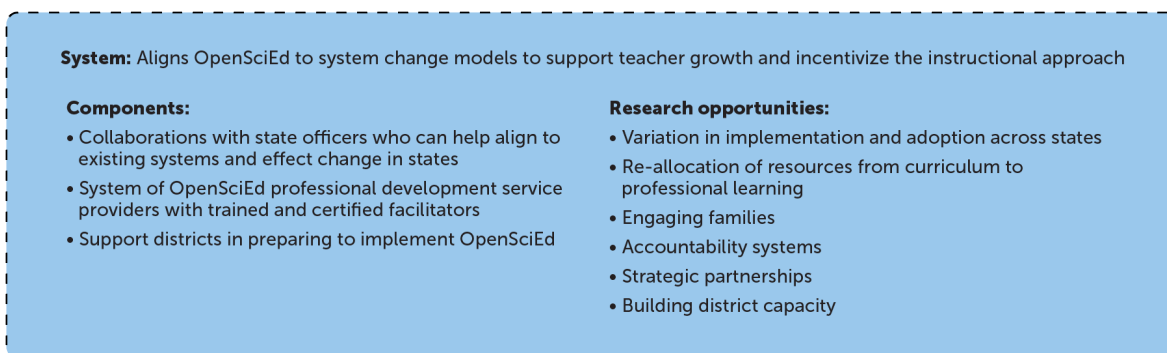 System: Aligns OpenSciEd to system change models to support teacher growth and incentivize the instructional approach
Components:
• Collaborations with state officers who can help align to
existing systems and effect change in states
• System of OpenSciEd professional development service
providers with trained and certified facilitators
• Support districts in preparing to implement OpenSciEd
Research opportunities:
• Variation in implementation and adoption across states
• Re-allocation of resources from curriculum to
professional learning
• Engaging families
• Accountability systems
• Strategic partnerships
• Building district capacity